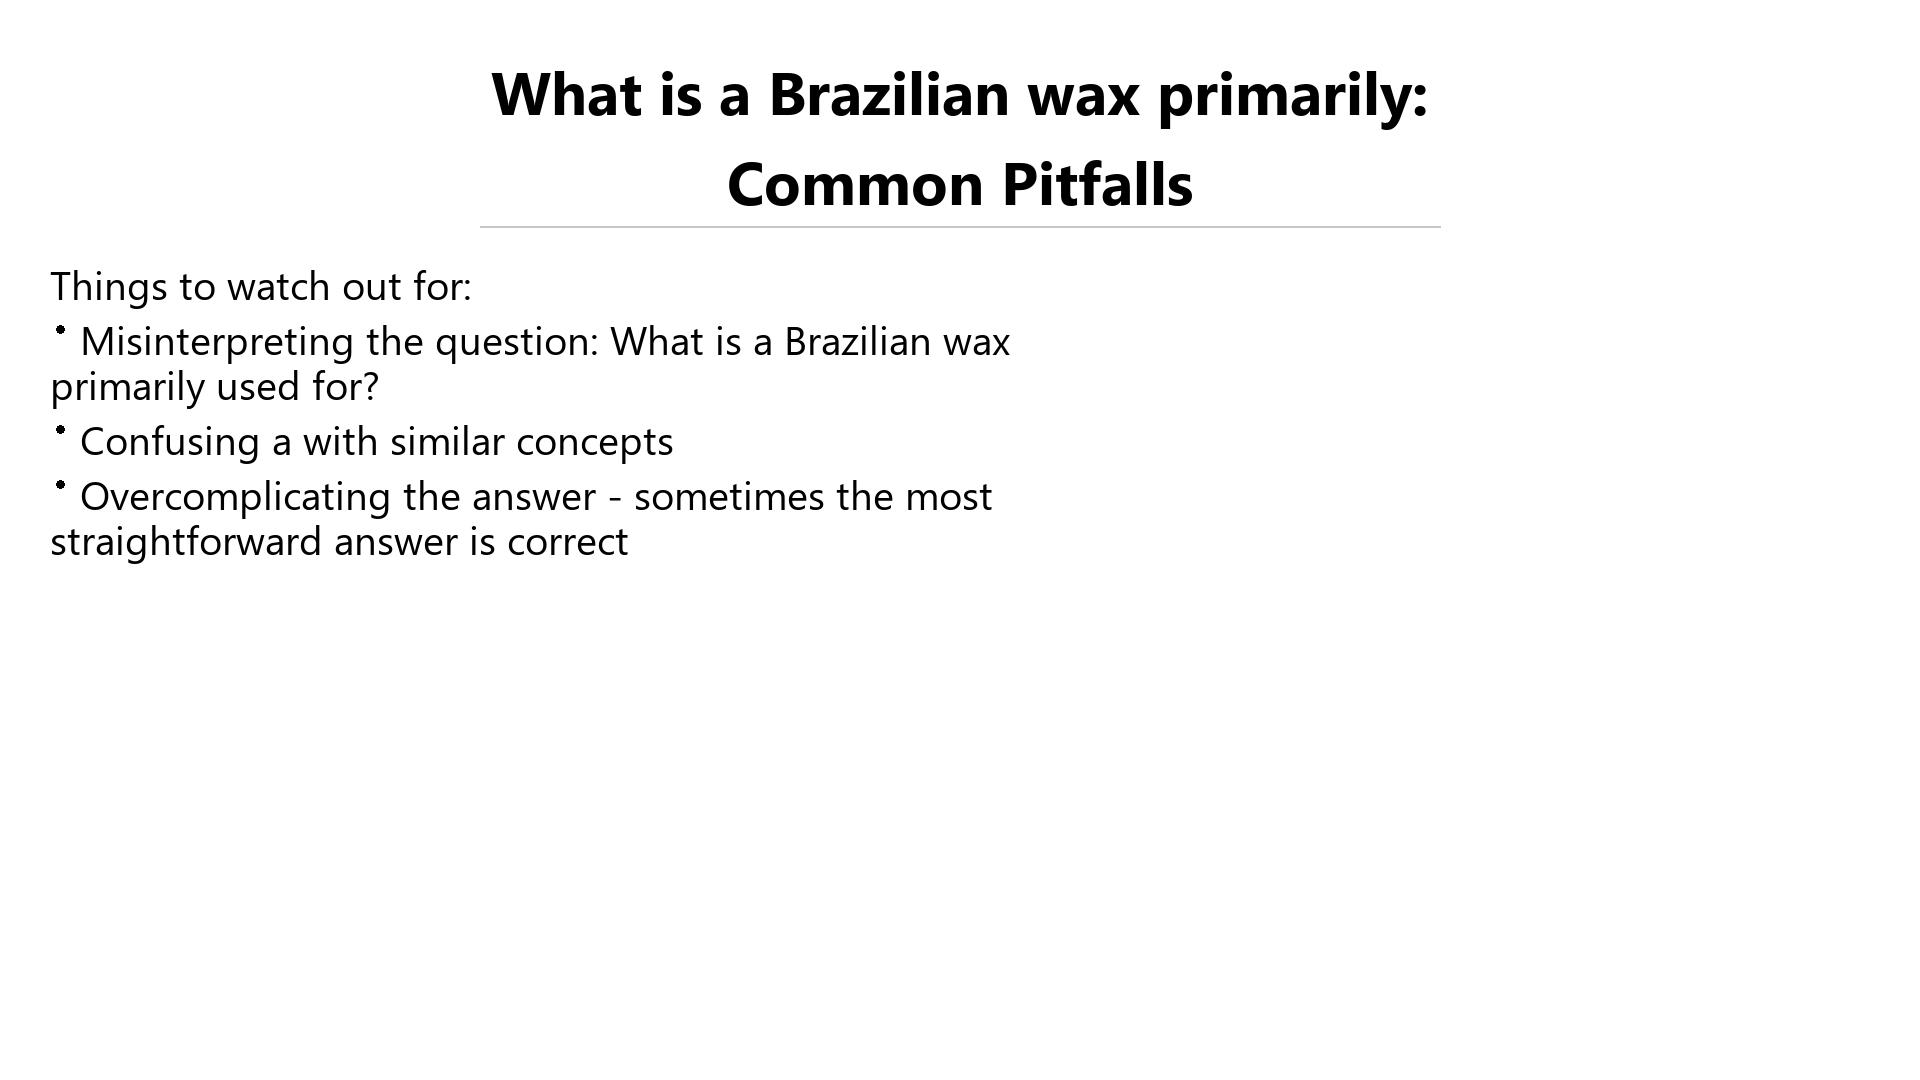 What is a Brazilian wax primarily:
Common Pitfalls
Things to watch out for:
• Misinterpreting the question: What is a Brazilian wax
primarily used for?
• Confusing a with similar concepts
• Overcomplicating the answer - sometimes the most
straightforward answer is correct